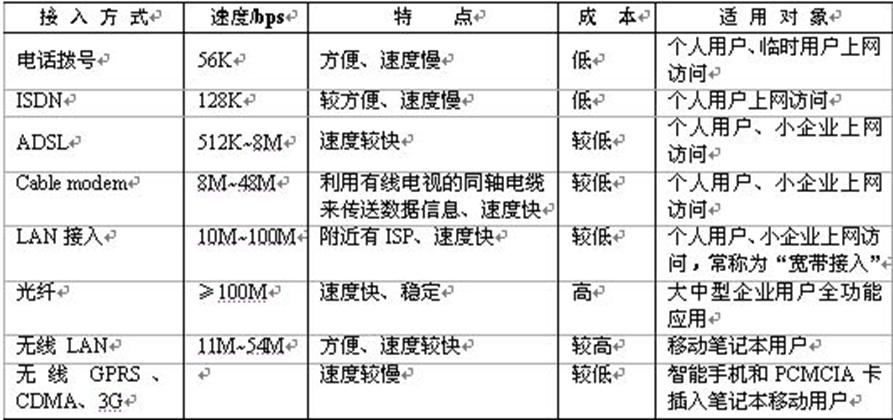 接 入 方 式 速度/bps 特 点 成 本 适 用 对 象
电话拨号 56K 方便、速度慢 低 个人用户、临时用户上网
访问
ISDN 128K 较方便、速度慢 低 个人用户上网访问
ADSL 512K~8M 速度较快 较低 个人用户、小企业上网
访问
Cable modem 8M~48M 利用有线电视的同轴电缆 较低 个人用户、小企业上网
来传送数据信息、速度快 访问
LAN 接入 10M~100M 附近有 ISP、速度快 较低 个人用户、小企业上网访
问，常称为“宽带接入”
光纤 ≥100M 速度快、稳定 高 大中型企业用户全功能
应用
无线 LAN 11M~54M 方便、速度较快 较高 移动笔记本用户
无 线 GPRS 、 速度较慢 较低 智能手机和 PCMCIA 卡
CDMA、3G 插入笔记本移动用户